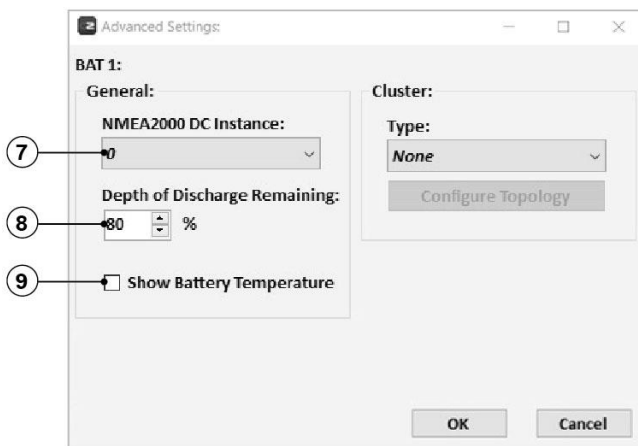 Advanced Settings:
BAT 1:
General:
NMEA2000 DC Instance:
7
0
Depth of Discharge Remaining:
8
80 %
9
Show Battery Temperature
Cluster:
Type:
None
Configure Topology
OK
Cancel